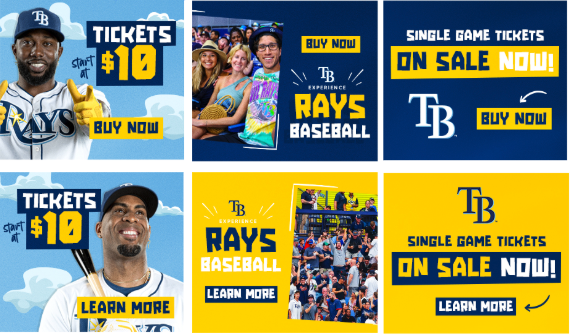 TB
TICKETS
start at $10
RAYS
BUY NOW
BUY NOW
TB
EXPERIENCE
RAYS
BASEBALL
SINGLE GAME TICKETS
ON SALE NOW!
TB
BUY NOW
TB
TICKETS
start at $10
LEARN MORE
TB
EXPERIENCE
RAYS
BASEBALL
LEARN MORE
TB
SINGLE GAME TICKETS
ON SALE NOW!
LEARN MORE